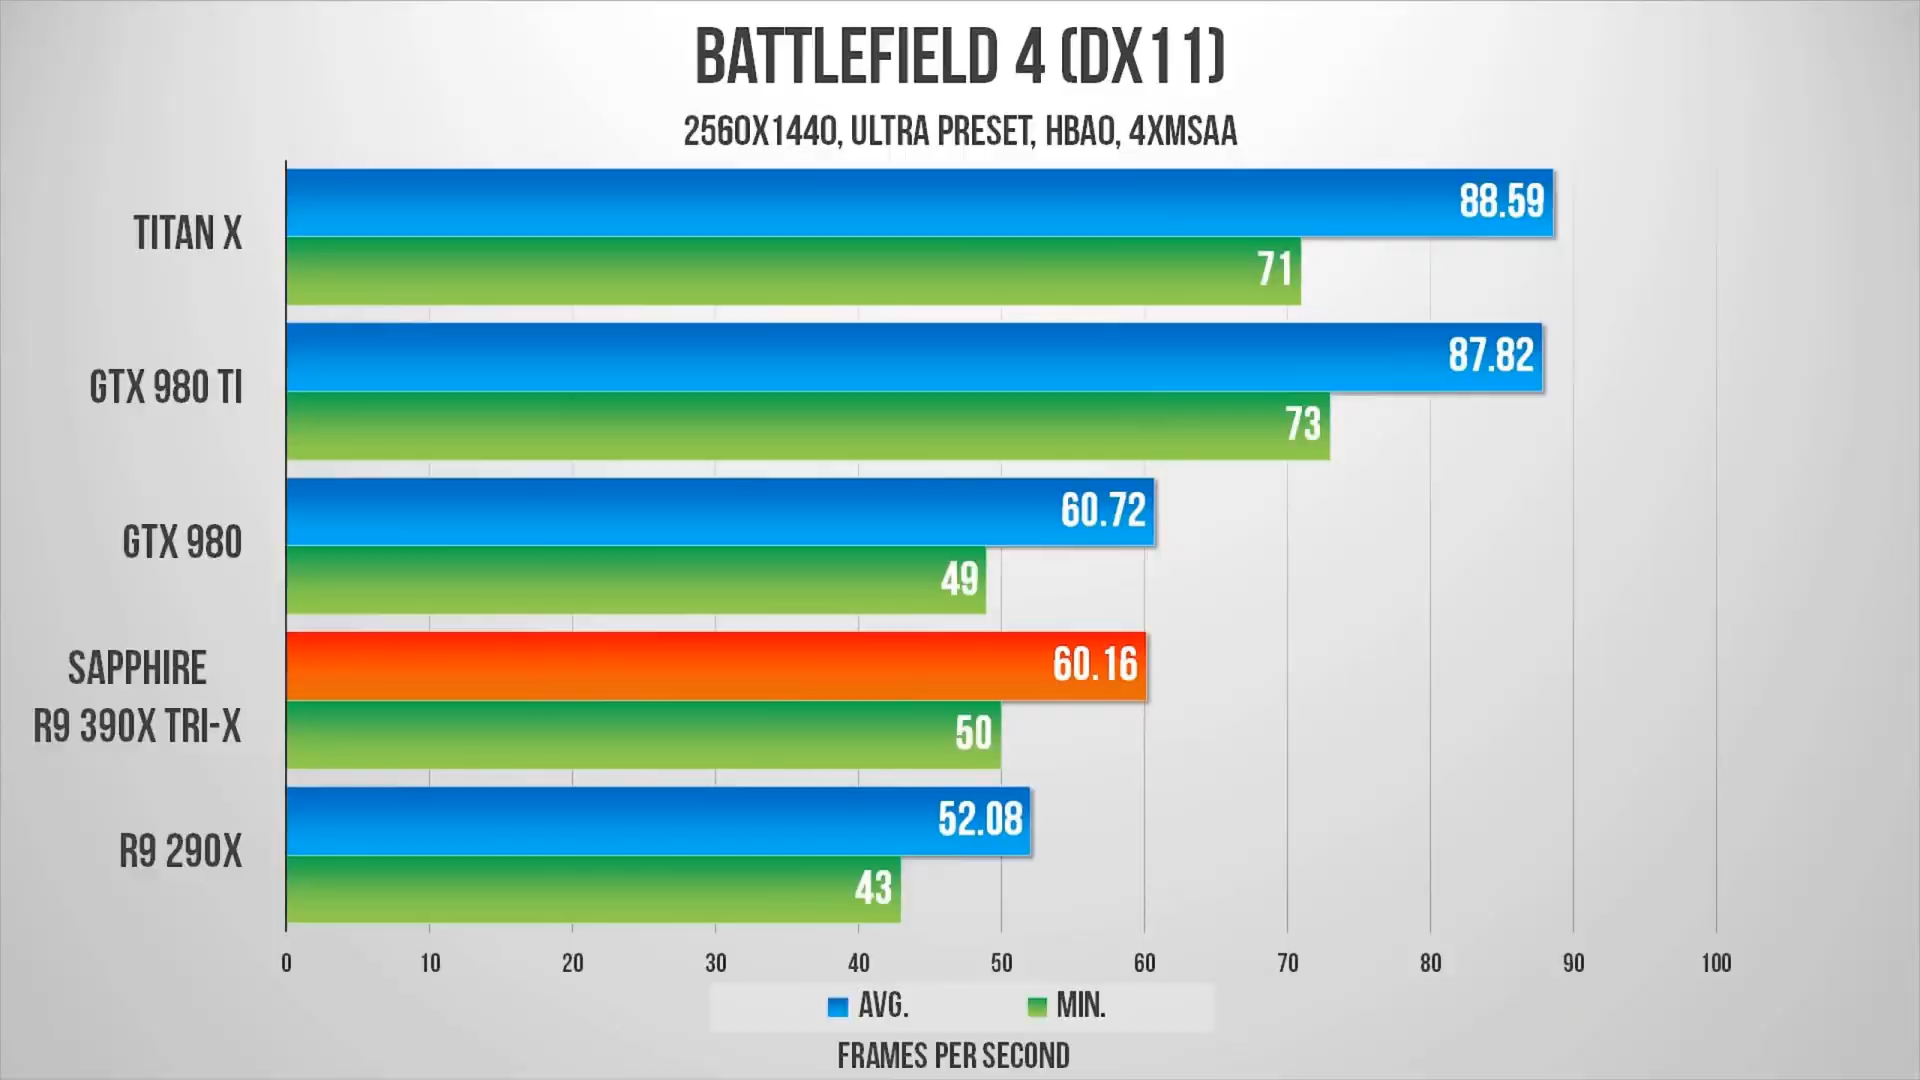 BATTLEFIELD 4 (DX11)
2560X1440, ULTRA PRESET, HBAO, 4XMSAA
TITAN X
88.59
71
GTX 980 TI
87.82
73
GTX 980
60.72
49
SAPPHIRE
R9 390X TRI-X
60.16
50
R9 290X
52.08
43
0 10 20 30 40 50 60 70 80 90 100
AVG. MIN.
FRAMES PER SECOND